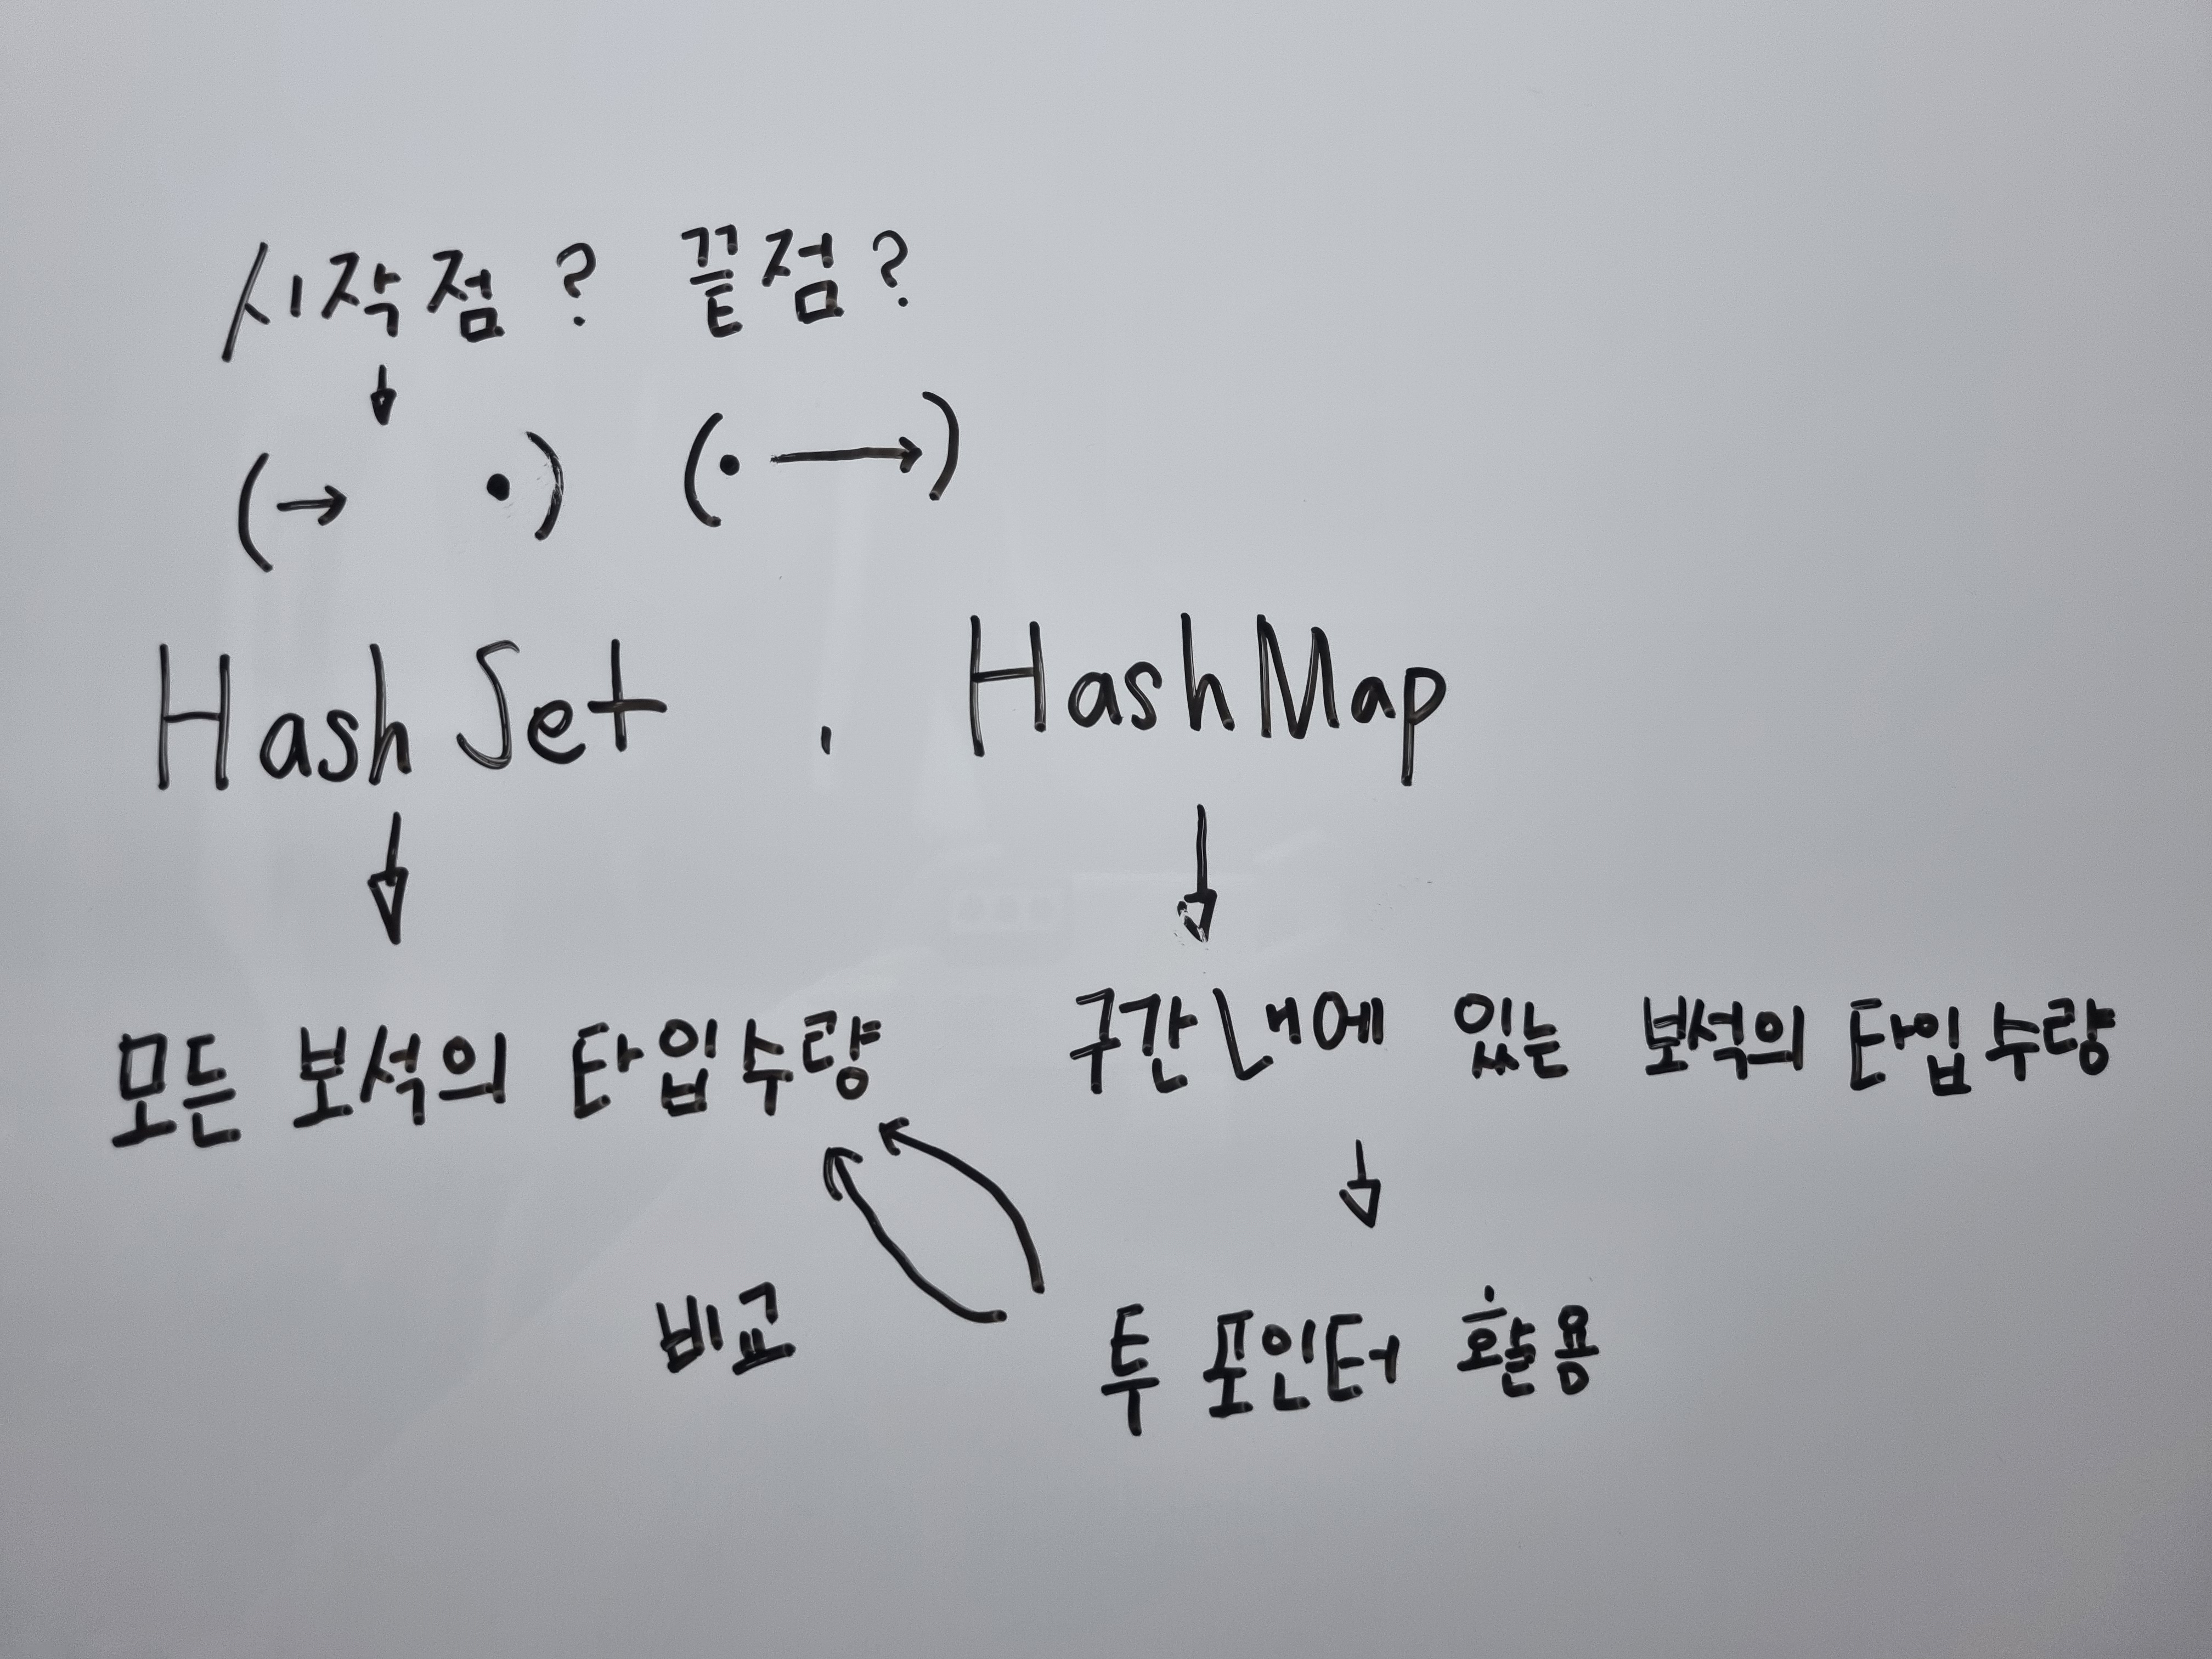 시작점? 끝점?
(→ •) (• →)
HashSet , HashMap
모든 보석의 타입수량 구간내에 있는 보석의 타입수량
비교 투 포인터 활용